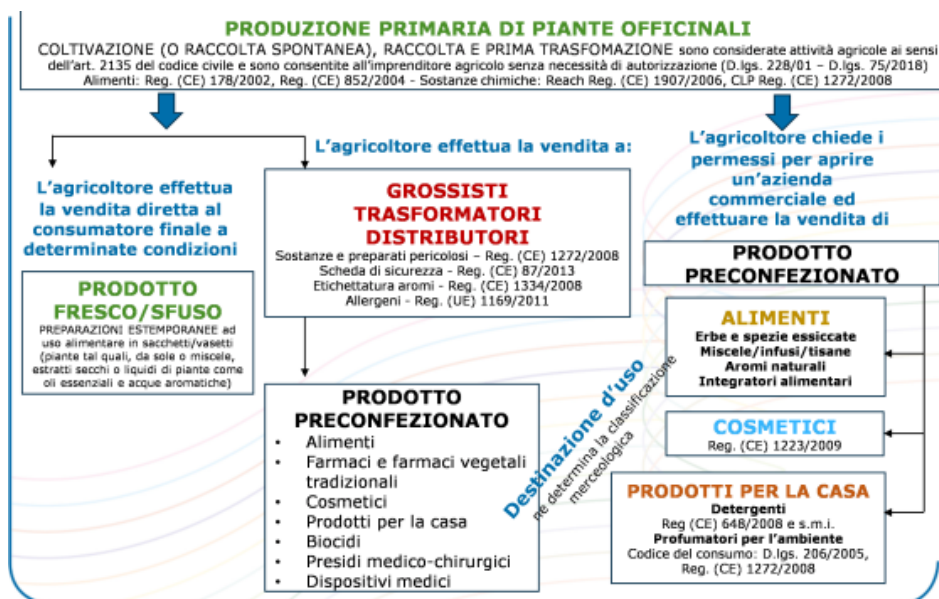 PRODUZIONE PRIMARIA DI PIANTE OFFICINALI
COLTIVAZIONE (O RACCOLTA SPONTANEA), RACCOLTA E PRIMA TRASFOMAZIONE sono considerate attività agricole ai sensi
dell'art. 2135 del codice civile e sono consentite all'imprenditore agricolo senza necessità di autorizzazione (D.lgs. 228/01 – D.lgs. 75/2018)
Alimenti: Reg. (CE) 178/2002, Reg. (CE) 852/2004 - Sostanze chimiche: Reach Reg. (CE) 1907/2006, CLP Reg. (CE) 1272/2008
L'agricoltore effettua
la vendita diretta al
consumatore finale a
determinate condizioni
PRODOTTO
FRESCO/SFUSO
PREPARAZIONI ESTEMPORANEE ad
uso alimentare in sacchetti/vasetti
(piante tal quali, da sole o miscele,
estratti secchi o liquidi di piante come
oli essenziali e acque aromatiche)
L'agricoltore effettua la vendita a:
GROSSISTI
TRASFORMATORI
DISTRIBUTORI
Sostanze e preparati pericolosi – Reg. (CE) 1272/2008
Scheda di sicurezza - Reg. (CE) 87/2013
Etichettatura aromi - Reg. (CE) 1334/2008
Allergeni - Reg. (UE) 1169/2011
PRODOTTO
PRECONFEZIONATO
• Alimenti
• Farmaci e farmaci vegetali
tradizionali
• Cosmetici
• Prodotti per la casa
• Biocidi
• Presidi medico-chirurgici
• Dispositivi medici
Destinazione d'uso
ne determina la classificazione
merceologica
L'agricoltore chiede i
permessi per aprire
un'azienda
commerciale ed
effettuare la vendita di
PRODOTTO
PRECONFEZIONATO
ALIMENTI
Erbe e spezie essiccate
Miscele/infusi/tisane
Aromi naturali
Integratori alimentari
COSMETICI
Reg. (CE) 1223/2009
PRODOTTI PER LA CASA
Detergenti
Reg (CE) 648/2008 e s.m.i.
Profumatori per l'ambiente
Codice del consumo: D.lgs. 206/2005,
Reg. (CE) 1272/2008